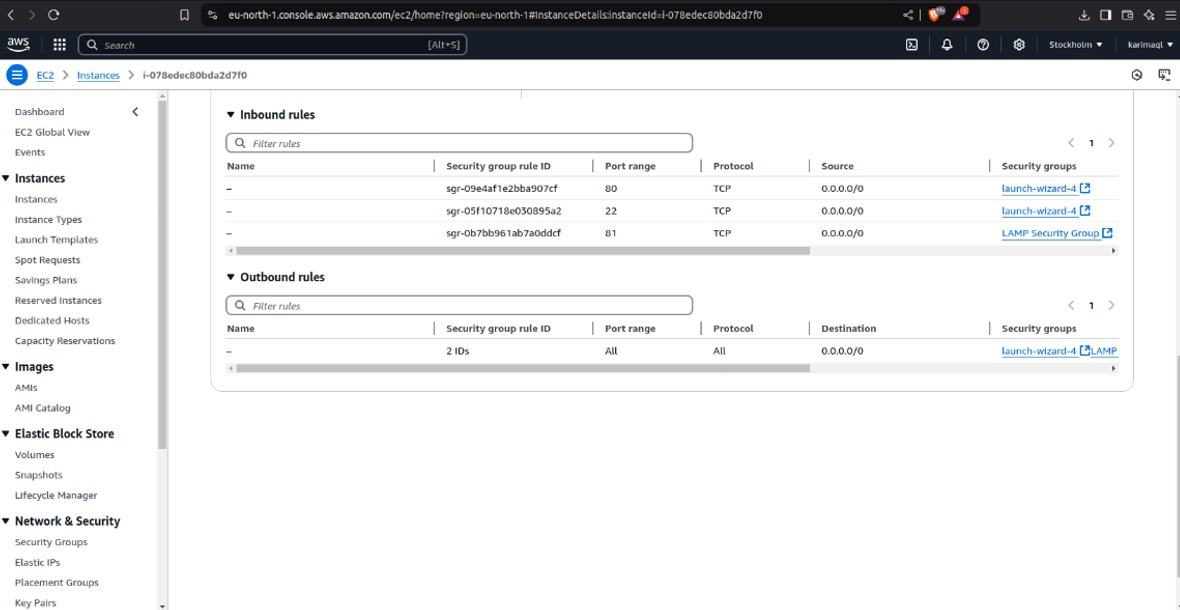 eu-north-1.console.aws.amazon.com/ec2/home?region=eu-north-1#InstanceDetails:instanceId=i-078edec80bda2d7f0
aws Search [Alt+S] Stockholm karimaql
EC2 Instances i-078edec80bda2d7f0
Dashboard
EC2 Global View
Events
Instances
Instances
Instance Types
Launch Templates
Spot Requests
Savings Plans
Reserved Instances
Dedicated Hosts
Capacity Reservations
Images
AMIs
AMI Catalog
Elastic Block Store
Volumes
Snapshots
Lifecycle Manager
Network & Security
Security Groups
Elastic IPs
Placement Groups
Key Pairs
Inbound rules
Filter rules 1
Name Security group rule ID Port range Protocol Source Security groups
– sgr-09e4af1e2bba907cf 80 TCP 0.0.0.0/0 launch-wizard-4
– sgr-05f10718e030895a2 22 TCP 0.0.0.0/0 launch-wizard-4
– sgr-0b7bb961ab7a0ddcf 81 TCP 0.0.0.0/0 LAMP Security Group
Outbound rules
Filter rules 1
Name Security group rule ID Port range Protocol Destination Security groups
– 2 IDs All All 0.0.0.0/0 launch-wizard-4 LAMP